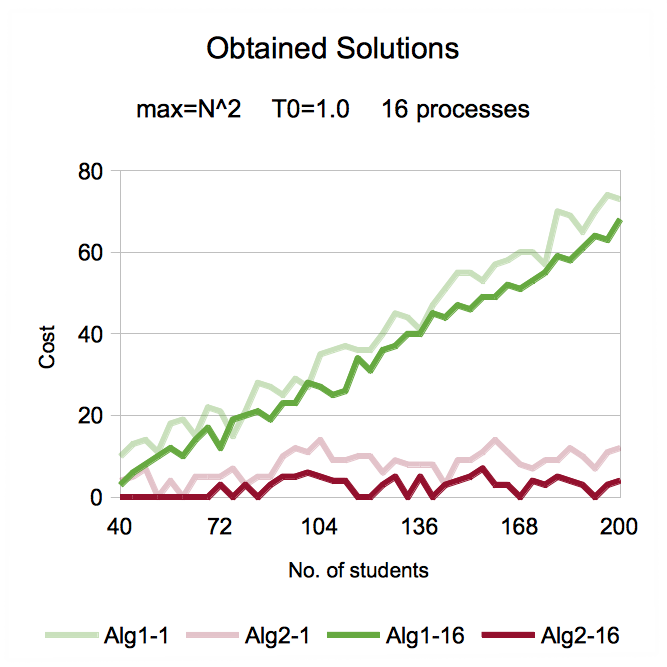 Obtained Solutions
max=N^2 T0=1.0 16 processes
80
60
40
20
0
Cost
40 72 104 136 168 200
No. of students
Alg1-1 Alg2-1 Alg1-16 Alg2-16